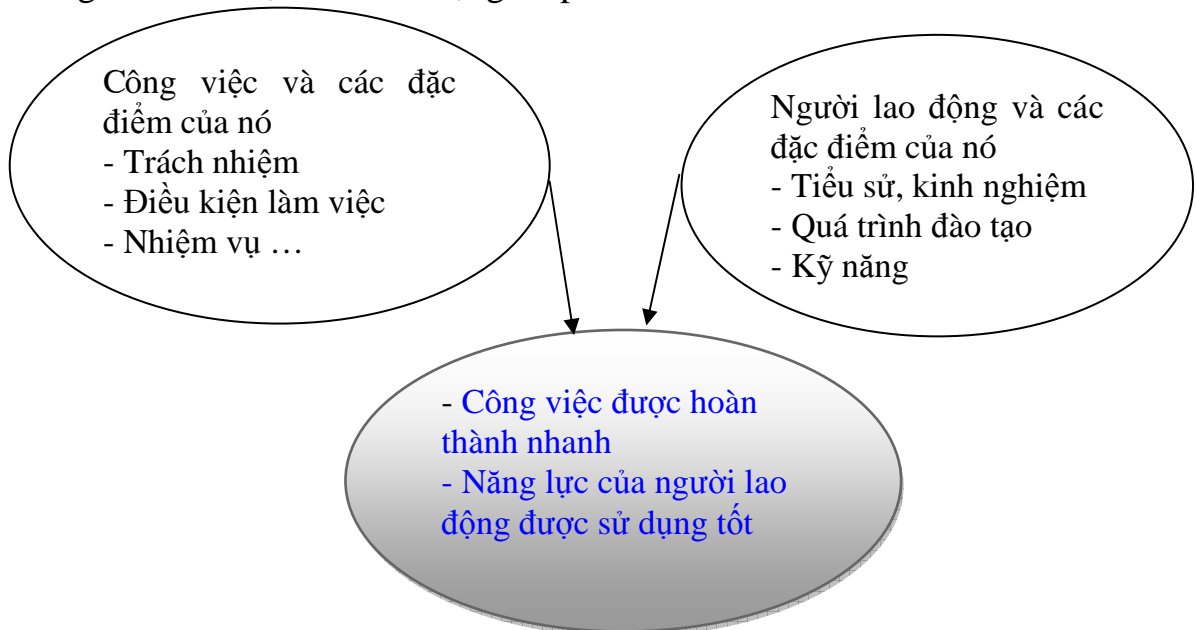 Công việc và các đặc
điểm của nó
- Trách nhiệm
- Điều kiện làm việc
- Nhiệm vụ …
Người lao động và các
đặc điểm của nó
- Tiểu sử, kinh nghiệm
- Quá trình đào tạo
- Kỹ năng
- Công việc được hoàn
thành nhanh
- Năng lực của người lao
động được sử dụng tốt